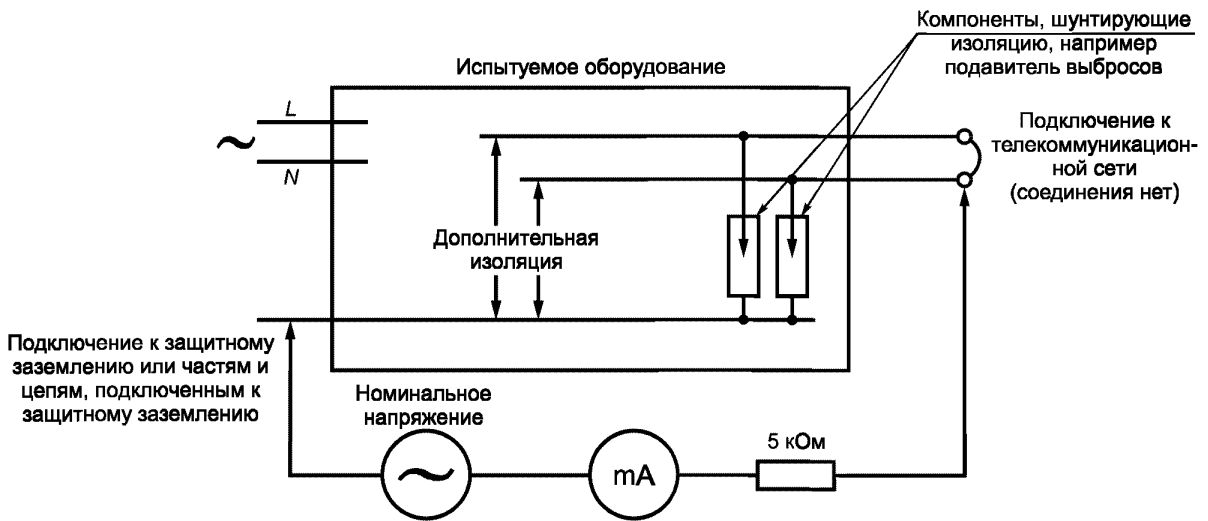 Компоненты, шунтирующие
изоляцию, например
подавитель выбросов
Испытуемое оборудование
L
N
Подключение к
телекоммуникацион-
ной сети
(соединения нет)
Дополнительная
изоляция
Подключение к защитному
заземлению или частям и
цепям, подключенным к
защитному заземлению
Номинальное
напряжение
5 кОм
mA